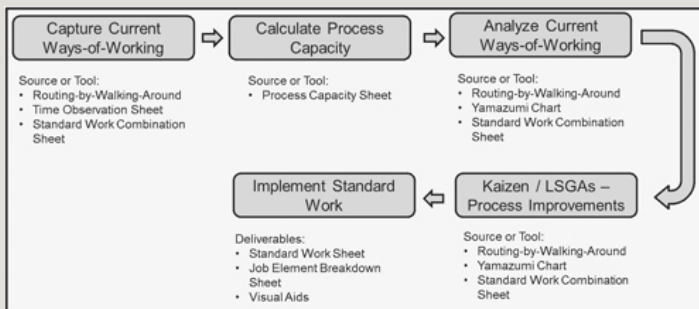 Capture Current
Ways-of-Working
Source or Tool:
• Routing-by-Walking-Around
• Time Observation Sheet
• Standard Work Combination
Sheet
Calculate Process
Capacity
Source or Tool:
• Process Capacity Sheet
Analyze Current
Ways-of-Working
Source or Tool:
• Routing-by-Walking-Around
• Yamazumi Chart
• Standard Work Combination
Sheet
Kaizen / LSGAs –
Process Improvements
Source or Tool:
• Routing-by-Walking-Around
• Yamazumi Chart
• Standard Work Combination
Sheet
Implement Standard
Work
Deliverables:
• Standard Work Sheet
• Job Element Breakdown
Sheet
• Visual Aids